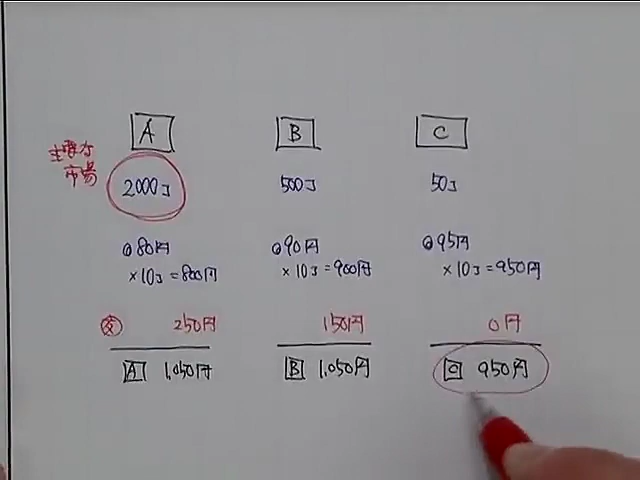 A B C
主要な
市場
2000コ 500コ 50コ
@80円 @90円 @95円
×10コ=800円 ×10コ=900円 ×10コ=950円
250円 150円 0円
A 1,050円 B 1,050円 C 950円